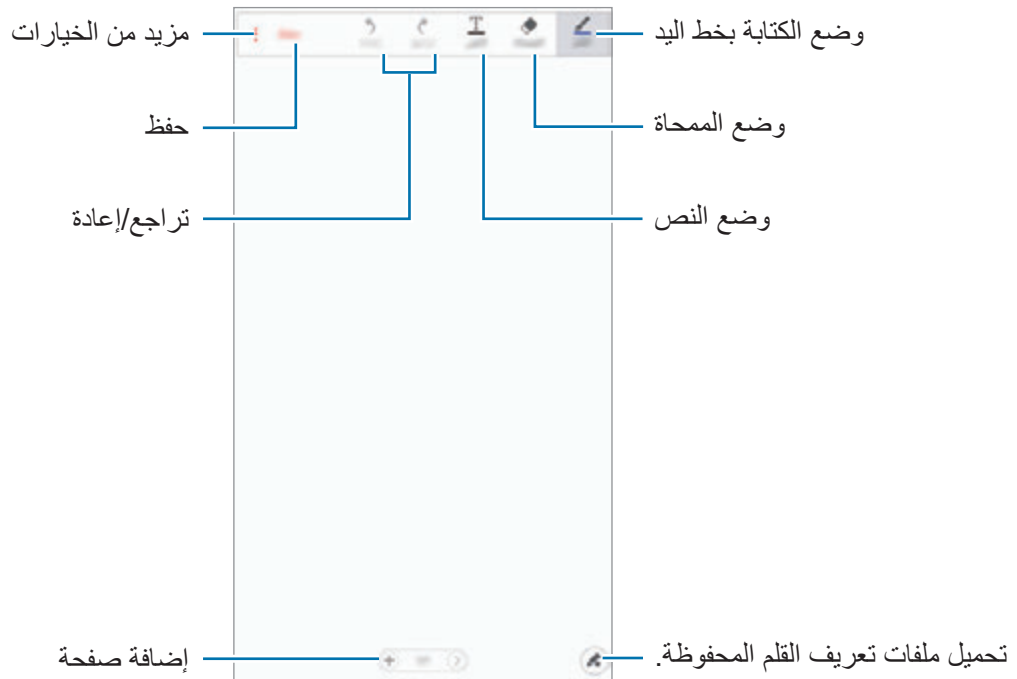 وضع الكتابة بخط اليد
مزيد من الخيارات
وضع الممحاة
حفظ
وضع النص
تراجع/إعادة
تحميل ملفات تعريف القلم المحفوظة.
إضافة صفحة